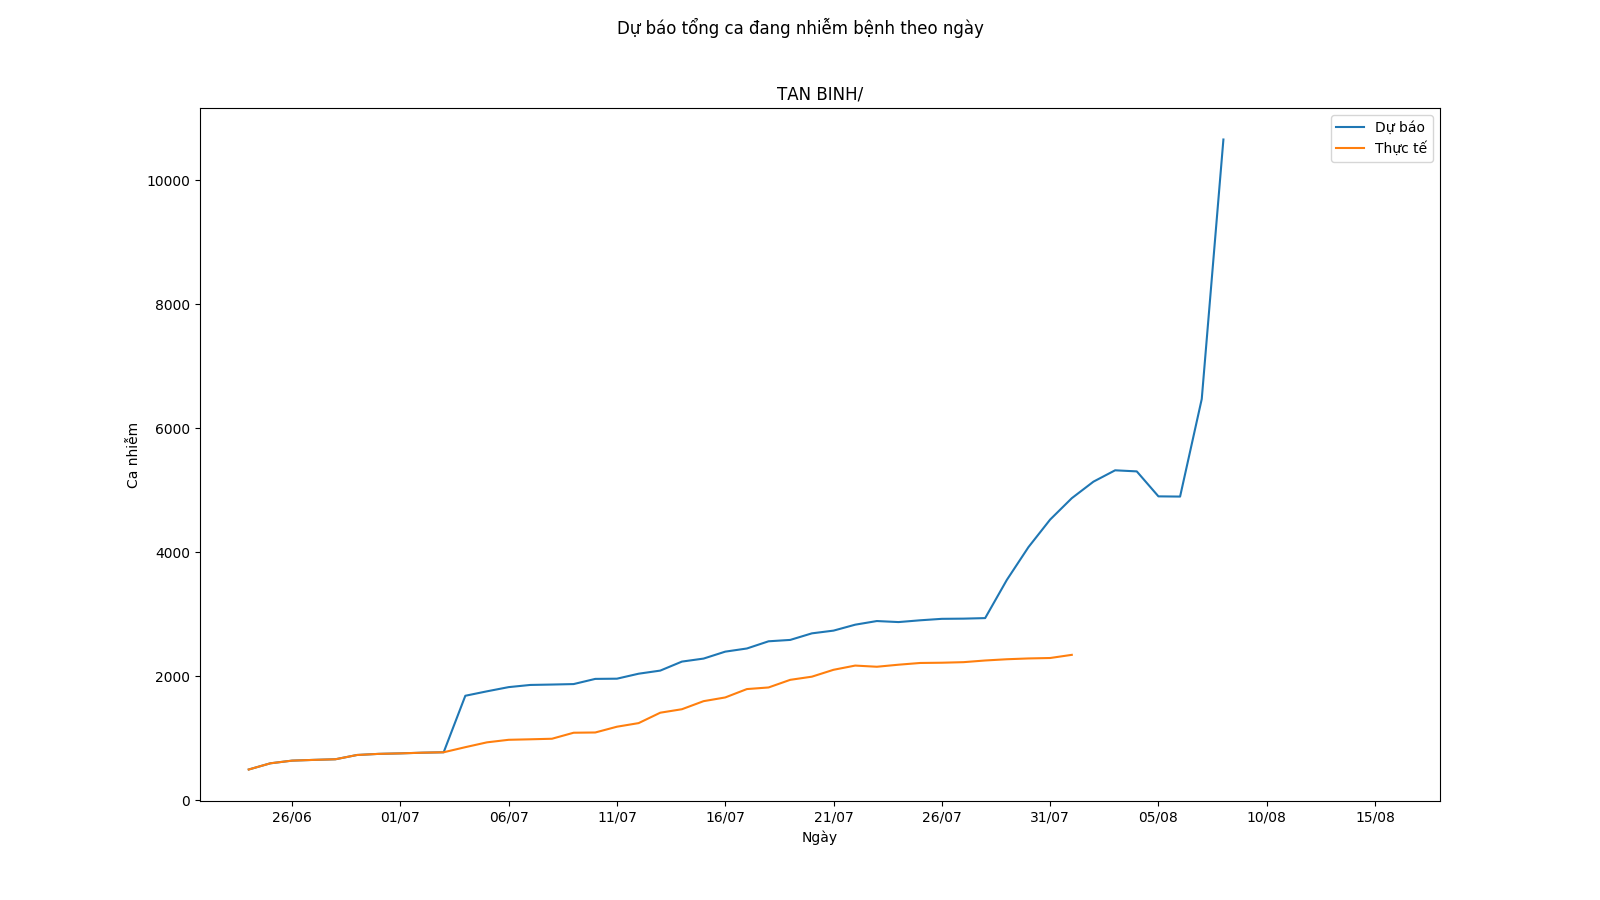 Dự báo tổng ca đang nhiễm bệnh theo ngày
TAN BINH/
Dự báo
Thực tế
10000
8000
6000
4000
2000
0
Ca nhiễm
26/06 01/07 06/07 11/07 16/07 21/07 26/07 31/07 05/08 10/08 15/08
Ngày